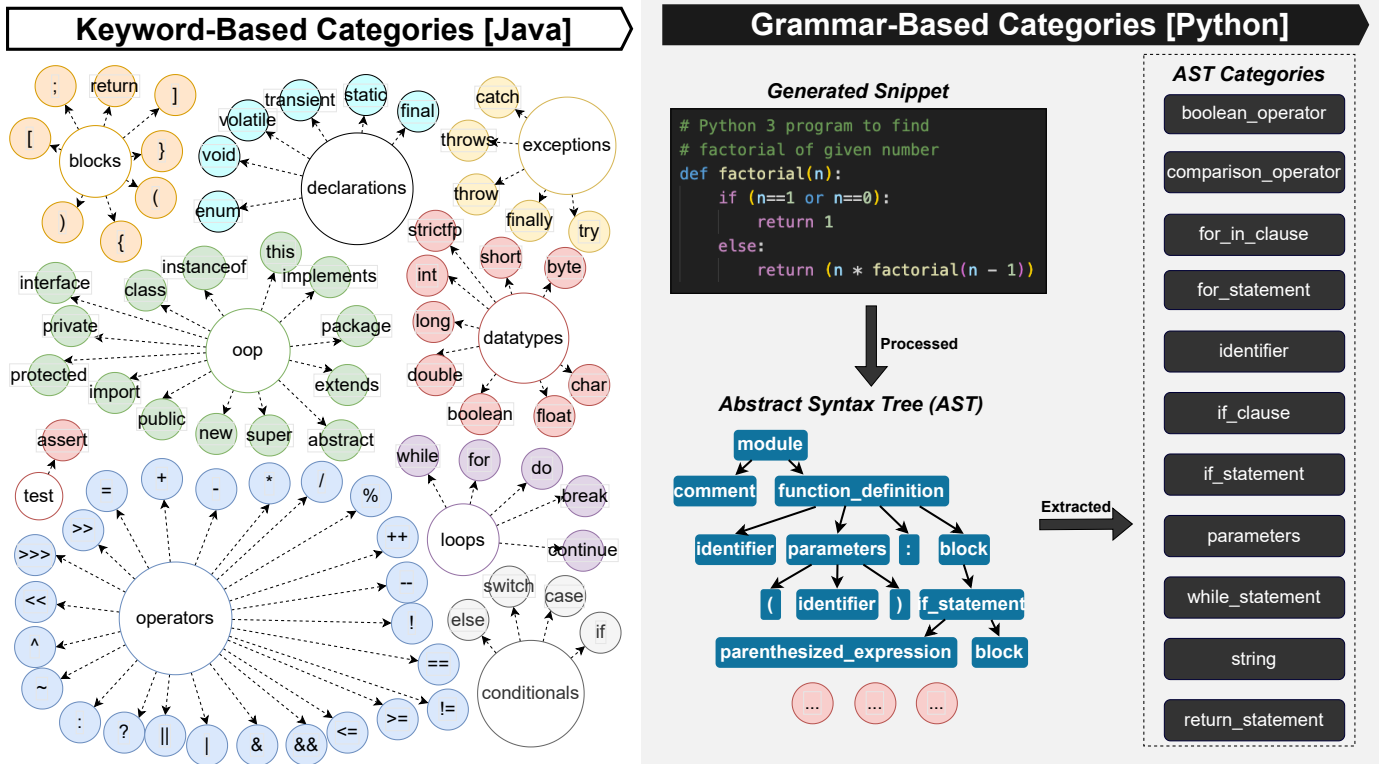 Keyword-Based Categories [Java]
;
return
]
[
blocks
}
)
(
{
volatile
transient
static
final
void
declarations
enum
catch
throws
exceptions
throw
finally
try
interface
class
instanceof
this
implements
private
oop
package
protected
import
public
new
super
abstract
extends
strictfp
short
byte
int
long
datatypes
double
boolean
float
char
assert
test
while
for
do
break
loops
continue
=
+
-
*
/
%
>>
++
>>>
--
<<
operators
!
^
==
~
!=
:
?
||
|
&
&&
<=
>=
switch
case
else
if
conditionals
Grammar-Based Categories [Python]
Generated Snippet
# Python 3 program to find
# factorial of given number
def factorial(n):
    if (n==1 or n==0):
        return 1
    else:
        return (n * factorial(n - 1))
Processed
Abstract Syntax Tree (AST)
module
comment function_definition
identifier parameters : block
( identifier ) if_statement
parenthesized_expression block
... ... ...
Extracted
AST Categories
boolean_operator
comparison_operator
for_in_clause
for_statement
identifier
if_clause
if_statement
parameters
while_statement
string
return_statement